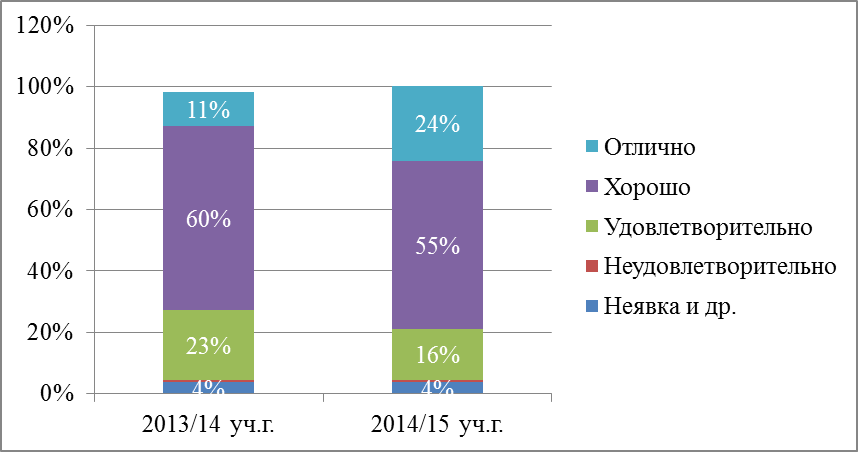 120%
100%
80%
60%
40%
20%
0%
11%
60%
23%
4%
24%
55%
16%
4%
2013/14 уч.г.
2014/15 уч.г.
Отлично
Хорошо
Удовлетворительно
Неудовлетворительно
Неявка и др.